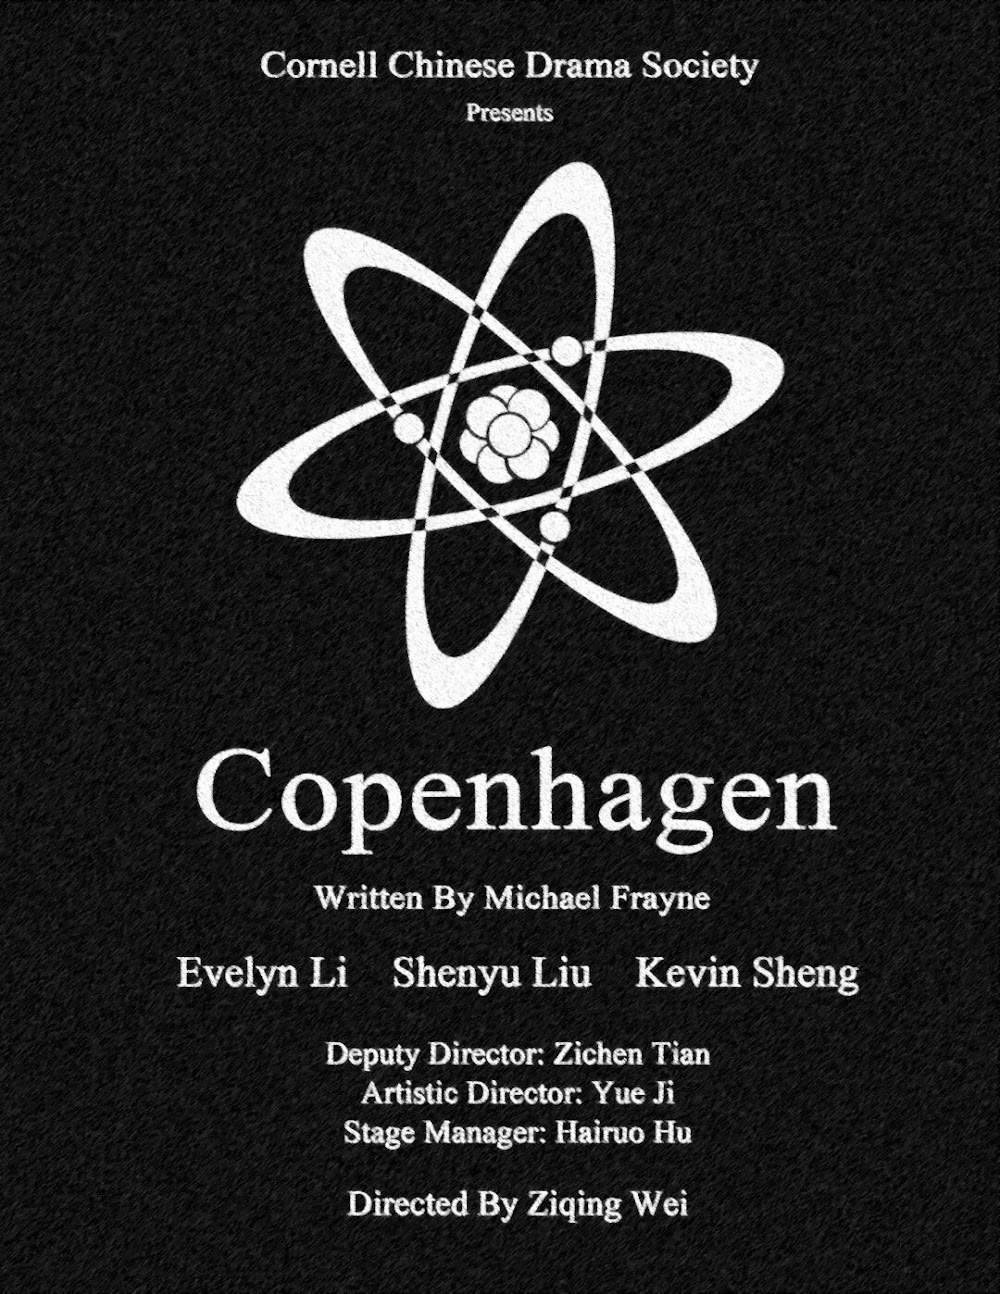 Cornell Chinese Drama Society
Presents
Copenhagen
Written By Michael Frayne
Evelyn Li Shenyu Liu Kevin Sheng
Deputy Director: Zichen Tian
Artistic Director: Yue Ji
Stage Manager: Hairuo Hu
Directed By Ziqing Wei